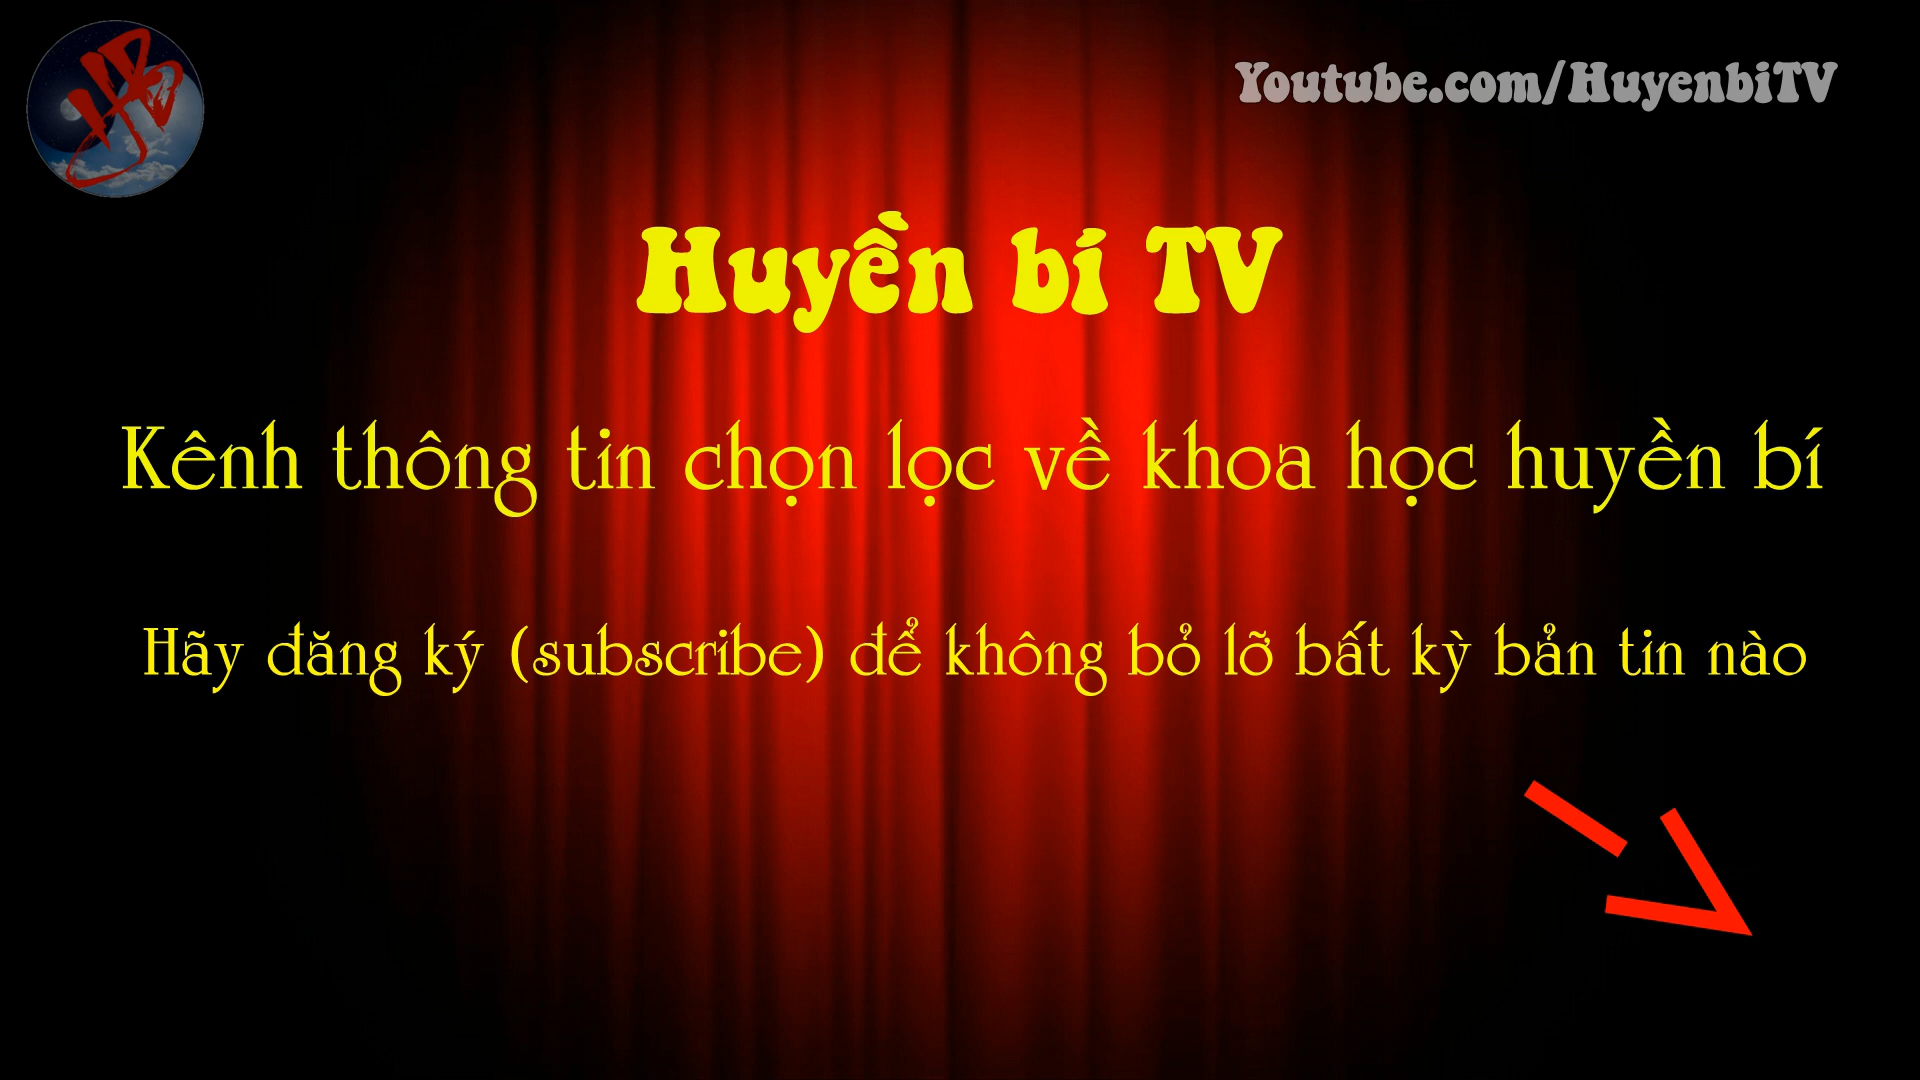 HB
Youtube.com/HuyenbiTV
Huyền bí TV
Kênh thông tin chọn lọc về khoa học huyền bí
Hãy đăng ký (subscribe) để không bỏ lỡ bất kỳ bản tin nào